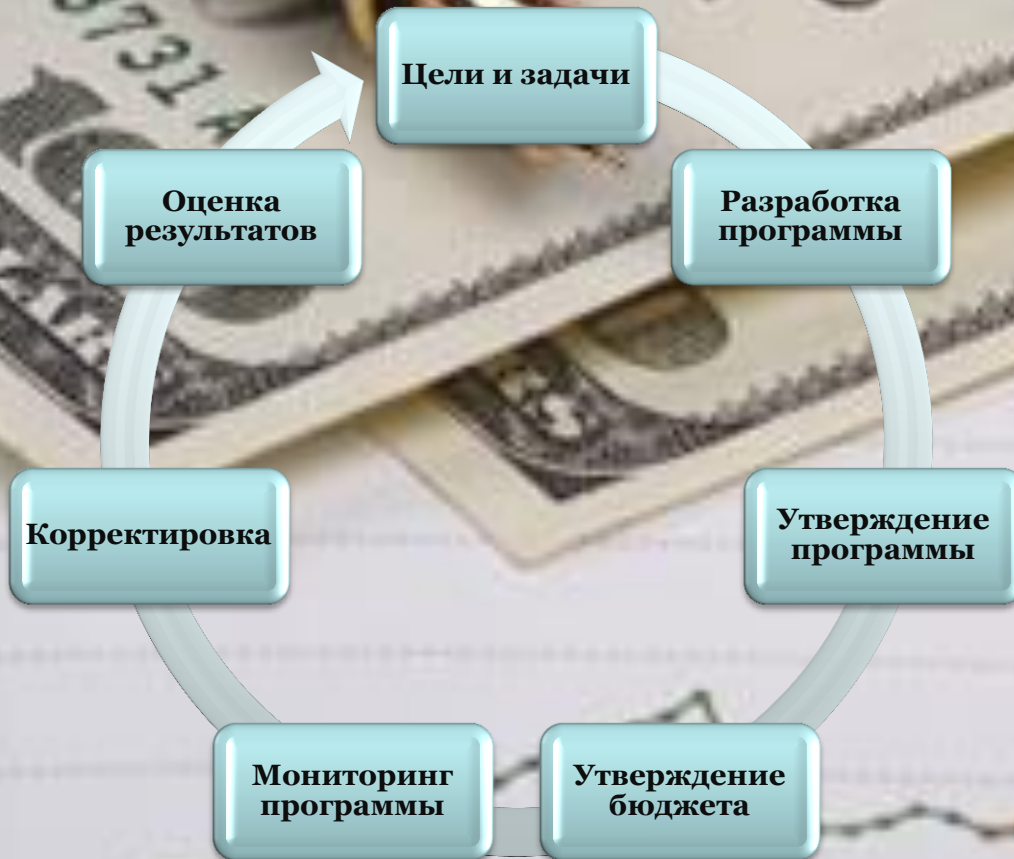 Цели и задачи
Разработка
программы
Утверждение
программы
Утверждение
бюджета
Мониторинг
программы
Корректировка
Оценка
результатов